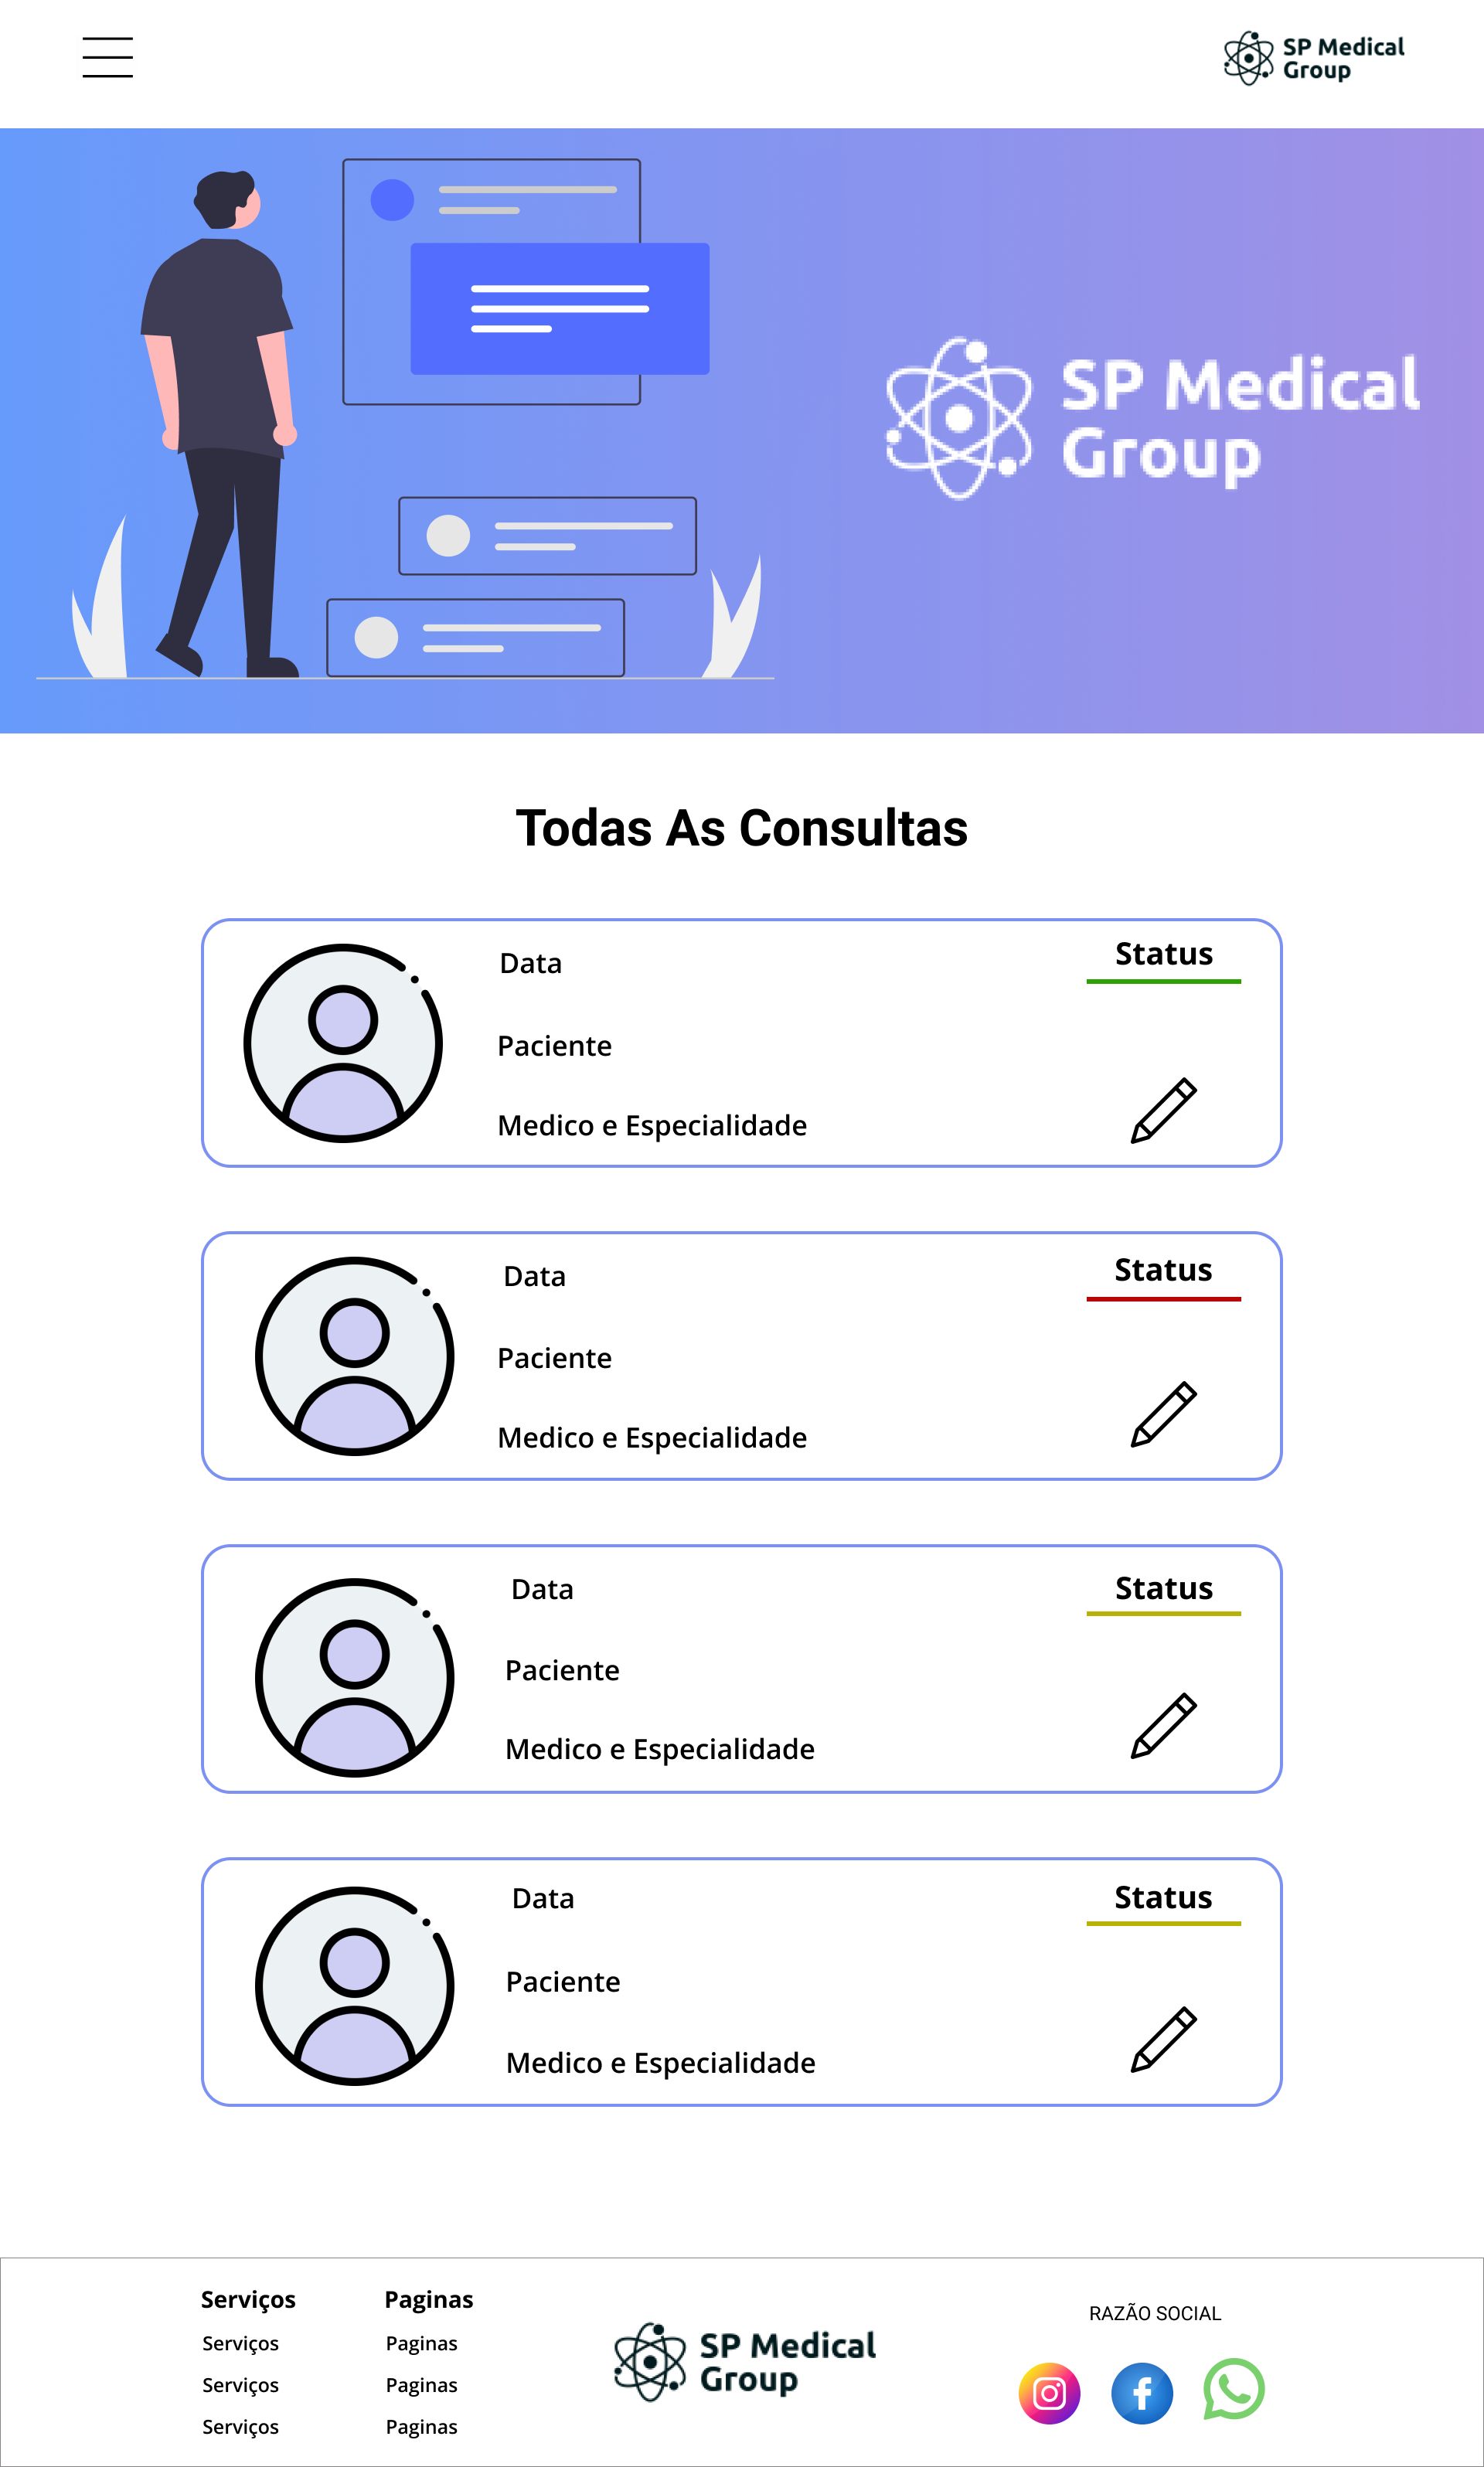 SP Medical
Group
SP Medical
Group
Todas As Consultas
Data
Status
Paciente
Medico e Especialidade
Data
Status
Paciente
Medico e Especialidade
Data
Status
Paciente
Medico e Especialidade
Data
Status
Paciente
Medico e Especialidade
Serviços
Serviços
Serviços
Serviços
Paginas
Paginas
Paginas
Paginas
SP Medical
Group
RAZÃO SOCIAL